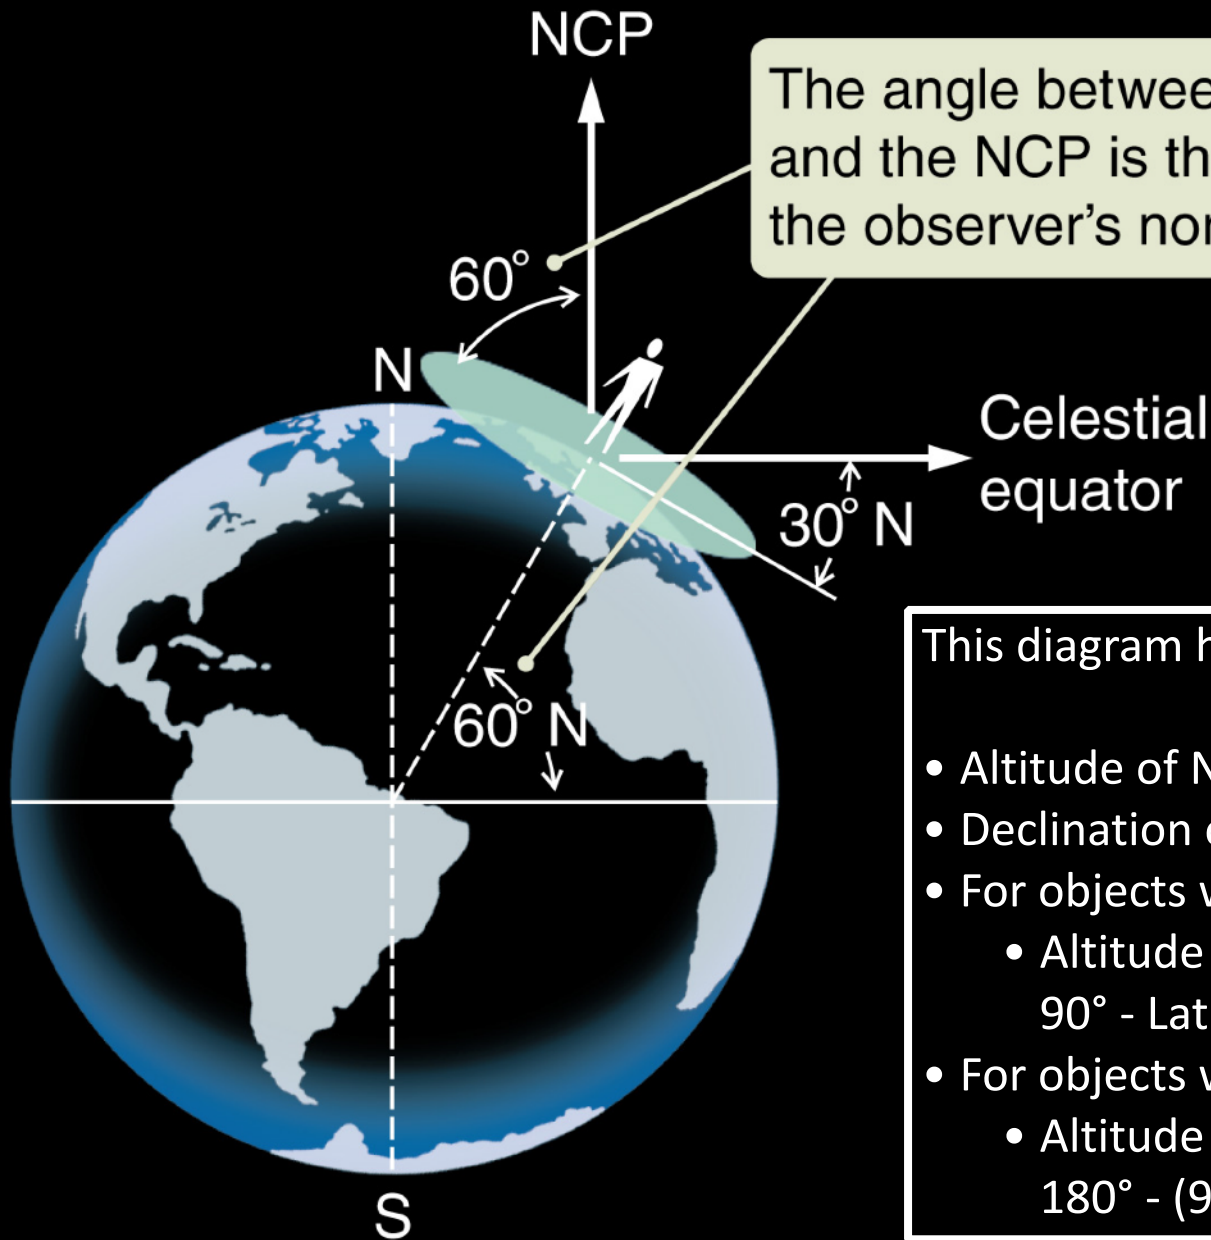 NCP
The angle betwee
and the NCP is th
the observer's nor
60°
N
Celestial
equator
30° N
60° N
S
This diagram h
• Altitude of N
• Declination
• For objects
• Altitude
90° - Lat
• For objects
• Altitude
180° - (9